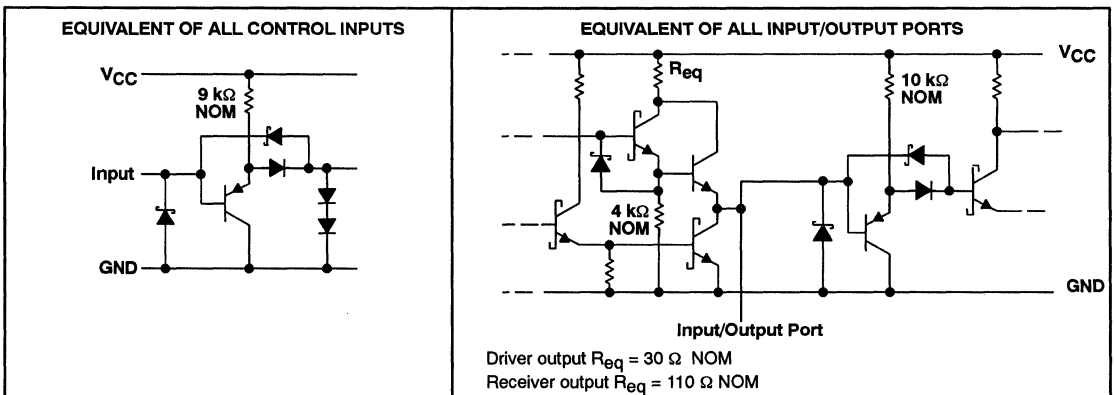 EQUIVALENT OF ALL CONTROL INPUTS
VCC
9 kΩ
NOM
Input
GND
EQUIVALENT OF ALL INPUT/OUTPUT PORTS
VCC
Req
10 kΩ
NOM
4 kΩ
NOM
GND
Input/Output Port
Driver output Req = 30 Ω NOM
Receiver output Req = 110 Ω NOM